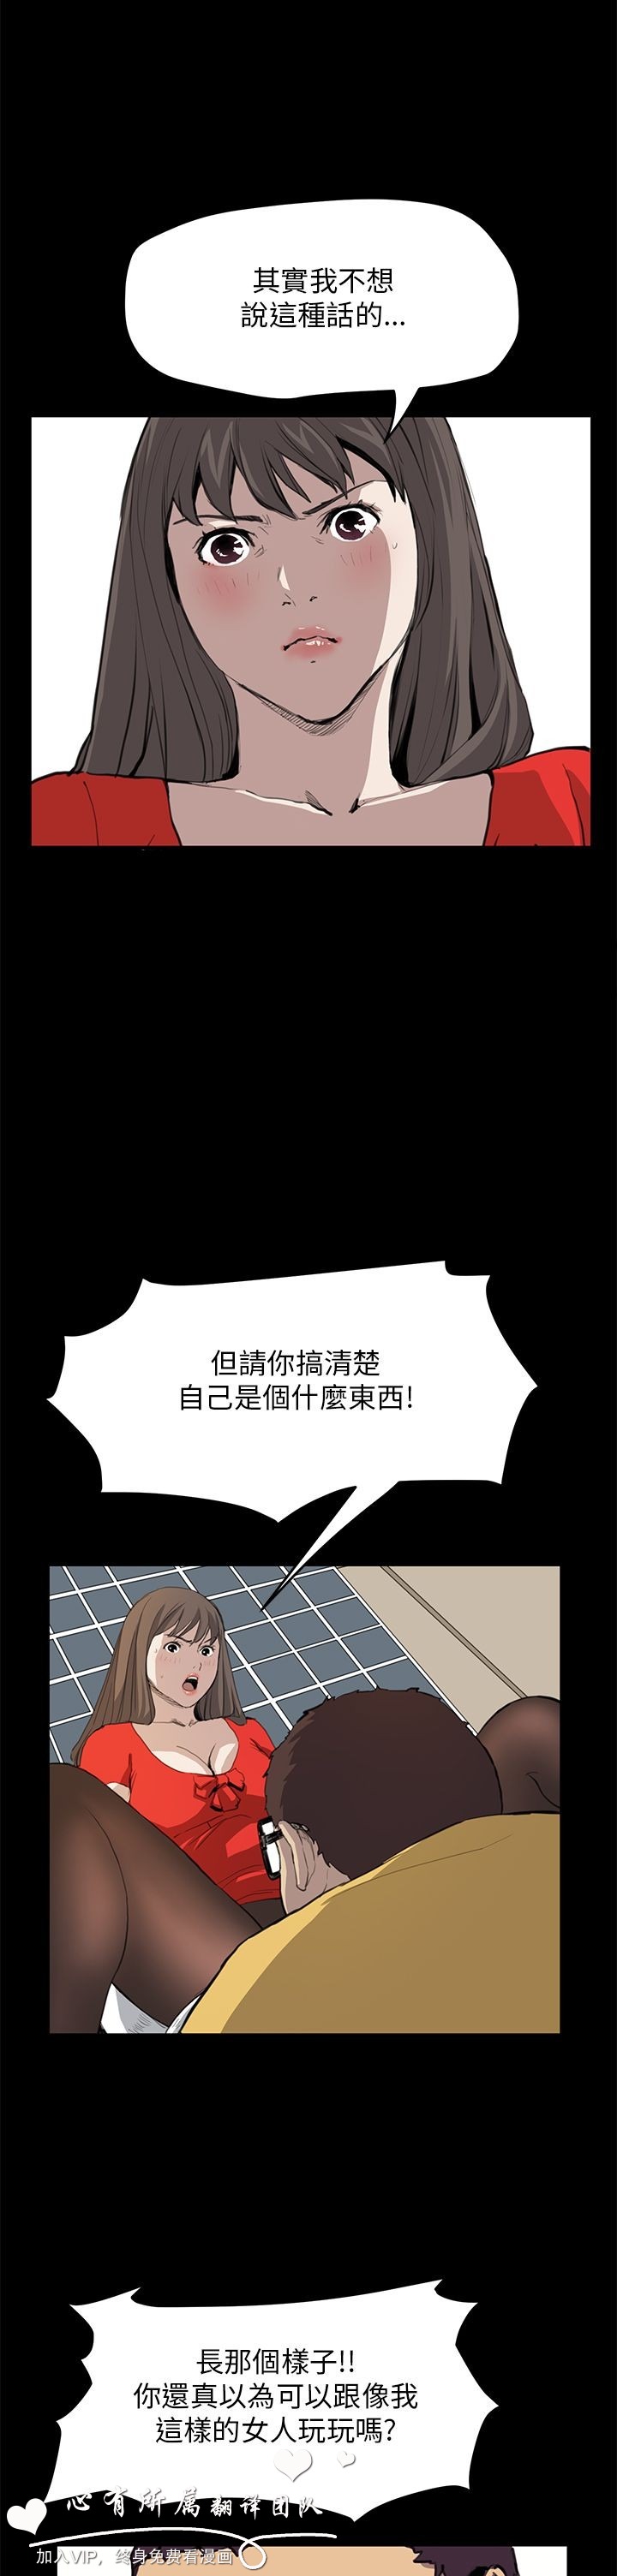 其實我不想
說這種話的...
但請你搞清楚
自己是個什麼東西!
長那個樣子!!
你還真以為可以跟像我
這樣的女人玩玩嗎?
心有所属翻译团队
加入VIP，终身免费看漫画